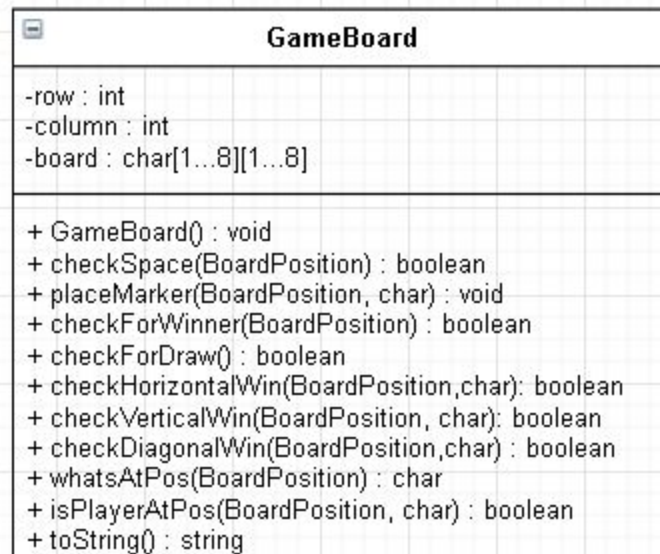 GameBoard
-row : int
-column : int
-board : char[1...8][1...8]
+ GameBoard() : void
+ checkSpace(BoardPosition) : boolean
+ placeMarker(BoardPosition, char) : void
+ checkForWinner(BoardPosition) : boolean
+ checkForDraw() : boolean
+ checkHorizontalWin(BoardPosition,char): boolean
+ checkVerticalWin(BoardPosition, char): boolean
+ checkDiagonalWin(BoardPosition,char) : boolean
+ whatsAtPos(BoardPosition) : char
+ isPlayerAtPos(BoardPosition, char) : boolean
+ toString() : string